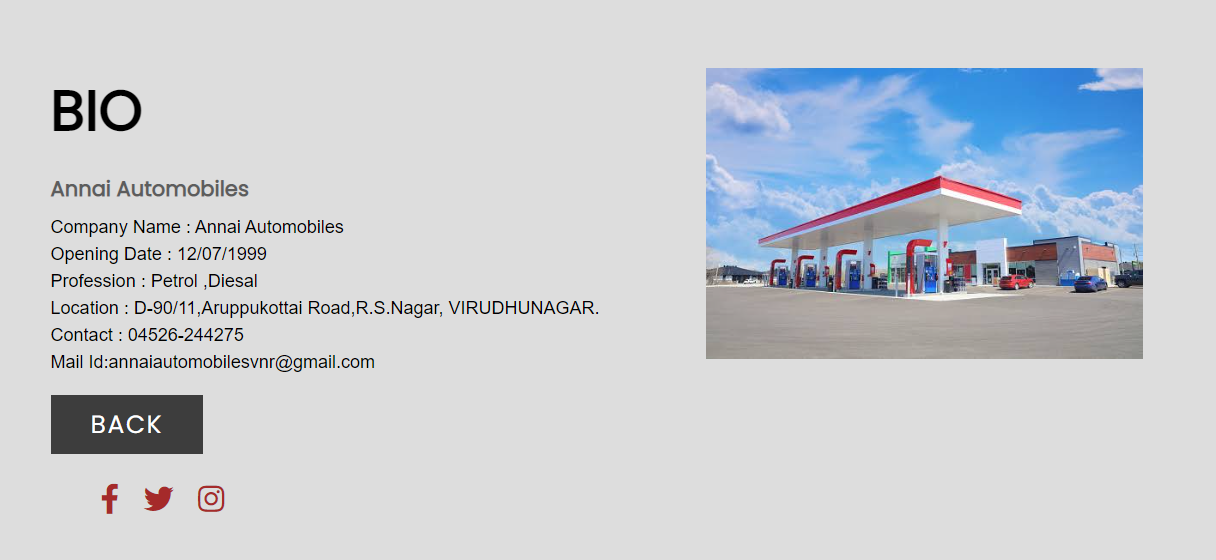 BIO
Annai Automobiles
Company Name : Annai Automobiles
Opening Date : 12/07/1999
Profession : Petrol ,Diesal
Location : D-90/11,Aruppukottai Road,R.S.Nagar, VIRUDHUNAGAR.
Contact : 04526-244275
Mail Id:annaiautomobilesvnr@gmail.com
BACK